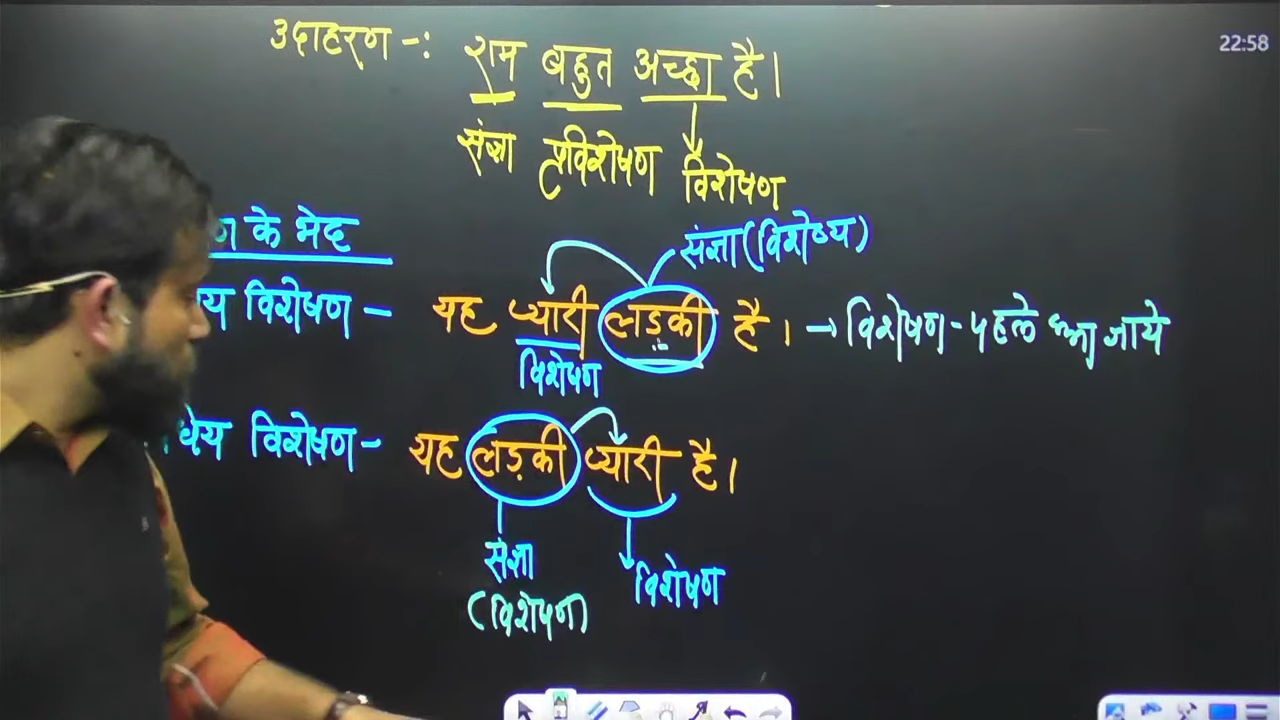 22:58
उदाहरण -: राम बहुत अच्छा है।
संज्ञा प्रविशेषण विशेषण
ण के भेद
संज्ञा (विशेष्य)
य विशेषण - यह प्यारी लड़की है। → विशेषण - पहले आ जाये
विशेषण
धेय विशेषण - यह लड़की प्यारी है।
संज्ञा विशेषण
(विशेषण)